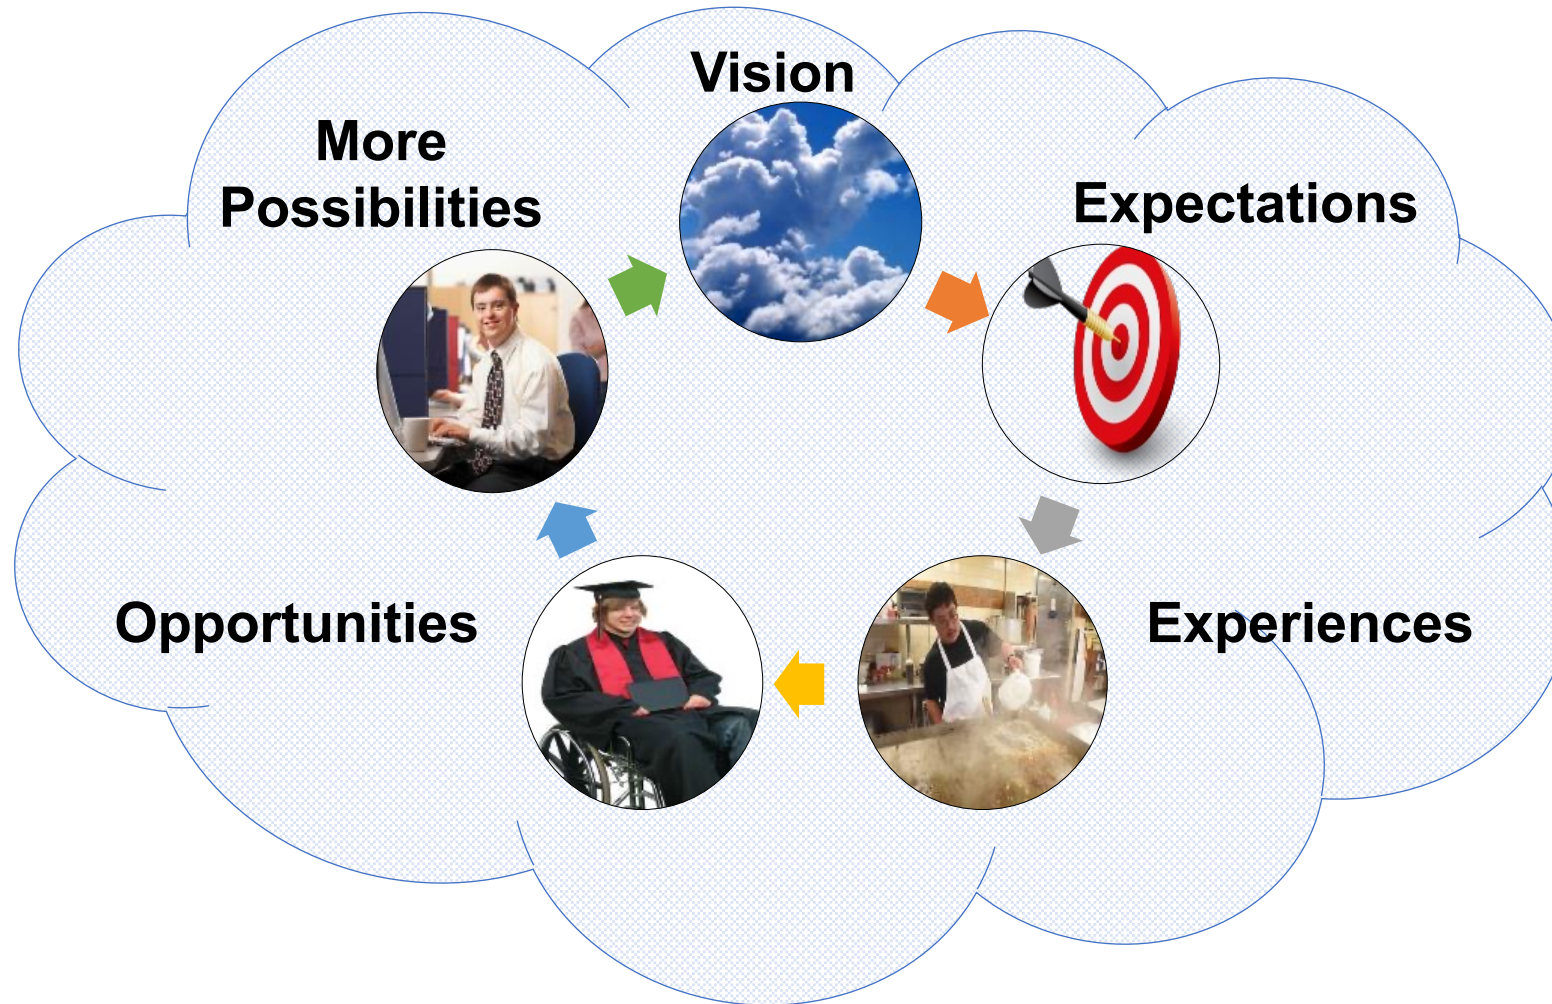 Vision
More
Possibilities
Expectations
Opportunities
Experiences